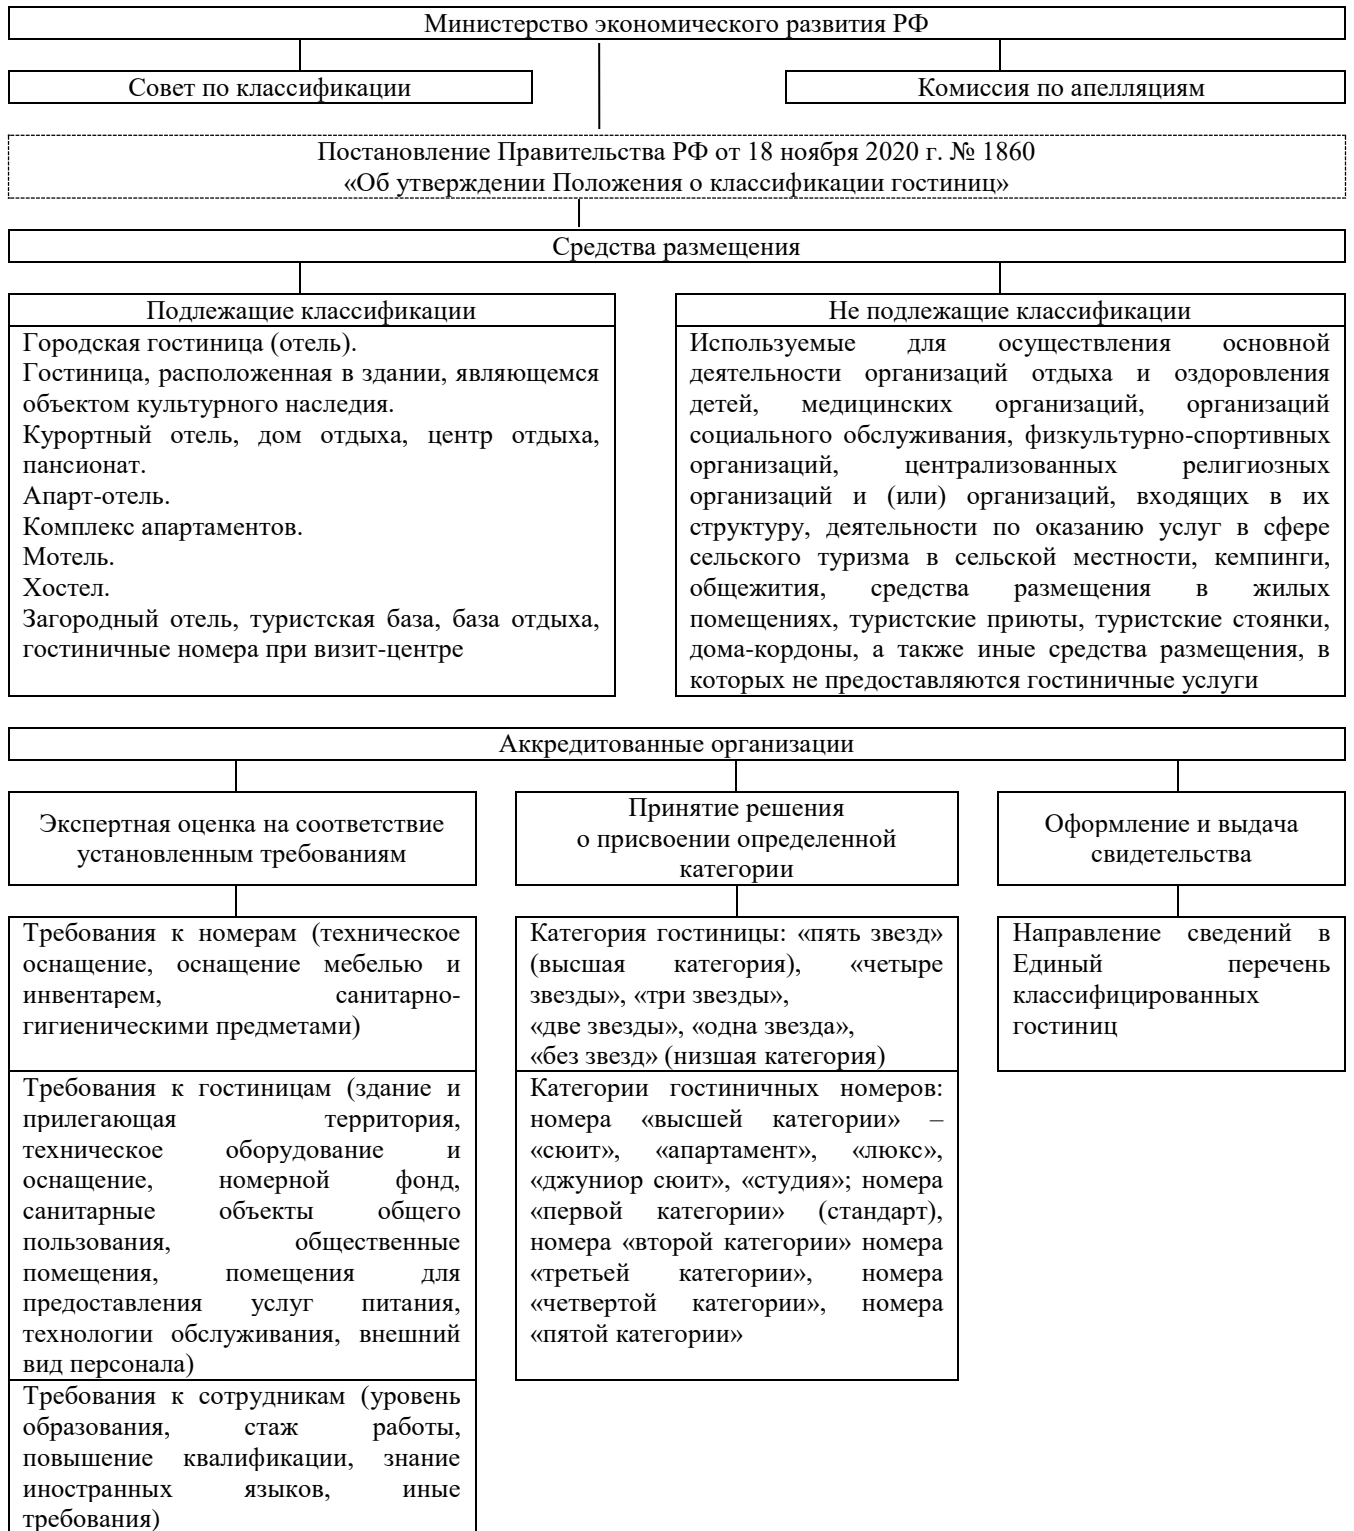 Министерство экономического развития РФ
Совет по классификации
Комиссия по апелляциям
Постановление Правительства РФ от 18 ноября 2020 г. № 1860
«Об утверждении Положения о классификации гостиниц»
Средства размещения
Подлежащие классификации
Городская гостиница (отель).
Гостиница, расположенная в здании, являющемся
объектом культурного наследия.
Курортный отель, дом отдыха, центр отдыха,
пансионат.
Апарт-отель.
Комплекс апартаментов.
Мотель.
Хостел.
Загородный отель, туристская база, база отдыха,
гостиничные номера при визит-центре
Не подлежащие классификации
Используемые для осуществления основной
деятельности организаций отдыха и оздоровления
детей, медицинских организаций, организаций
социального обслуживания, физкультурно-спортивных
организаций, централизованных религиозных
организаций и (или) организаций, входящих в их
структуру, деятельности по оказанию услуг в сфере
сельского туризма в сельской местности, кемпинги,
общежития, средства размещения в жилых
помещениях, туристские приюты, туристские стоянки,
дома-кордоны, а также иные средства размещения, в
которых не предоставляются гостиничные услуги
Аккредитованные организации
Экспертная оценка на соответствие
установленным требованиям
Требования к номерам (техническое
оснащение, оснащение мебелью и
инвентарем, санитарно-
гигиеническими предметами)
Требования к гостиницам (здание и
прилегающая территория,
техническое оборудование и
оснащение, номерной фонд,
санитарные объекты общего
пользования, общественные
помещения, помещения для
предоставления услуг питания,
технологии обслуживания, внешний
вид персонала)
Требования к сотрудникам (уровень
образования, стаж работы,
повышение квалификации, знание
иностранных языков, иные
требования)
Принятие решения
о присвоении определенной
категории
Категория гостиницы: «пять звезд»
(высшая категория), «четыре
звезды», «три звезды»,
«две звезды», «одна звезда»,
«без звезд» (низшая категория)
Категории гостиничных номеров:
номера «высшей категории» –
«сюит», «апартамент», «люкс»,
«джуниор сюит», «студия»; номера
«первой категории» (стандарт),
номера «второй категории» номера
«третьей категории», номера
«четвертой категории», номера
«пятой категории»
Оформление и выдача
свидетельства
Направление сведений в
Единый перечень
классифицированных
гостиниц